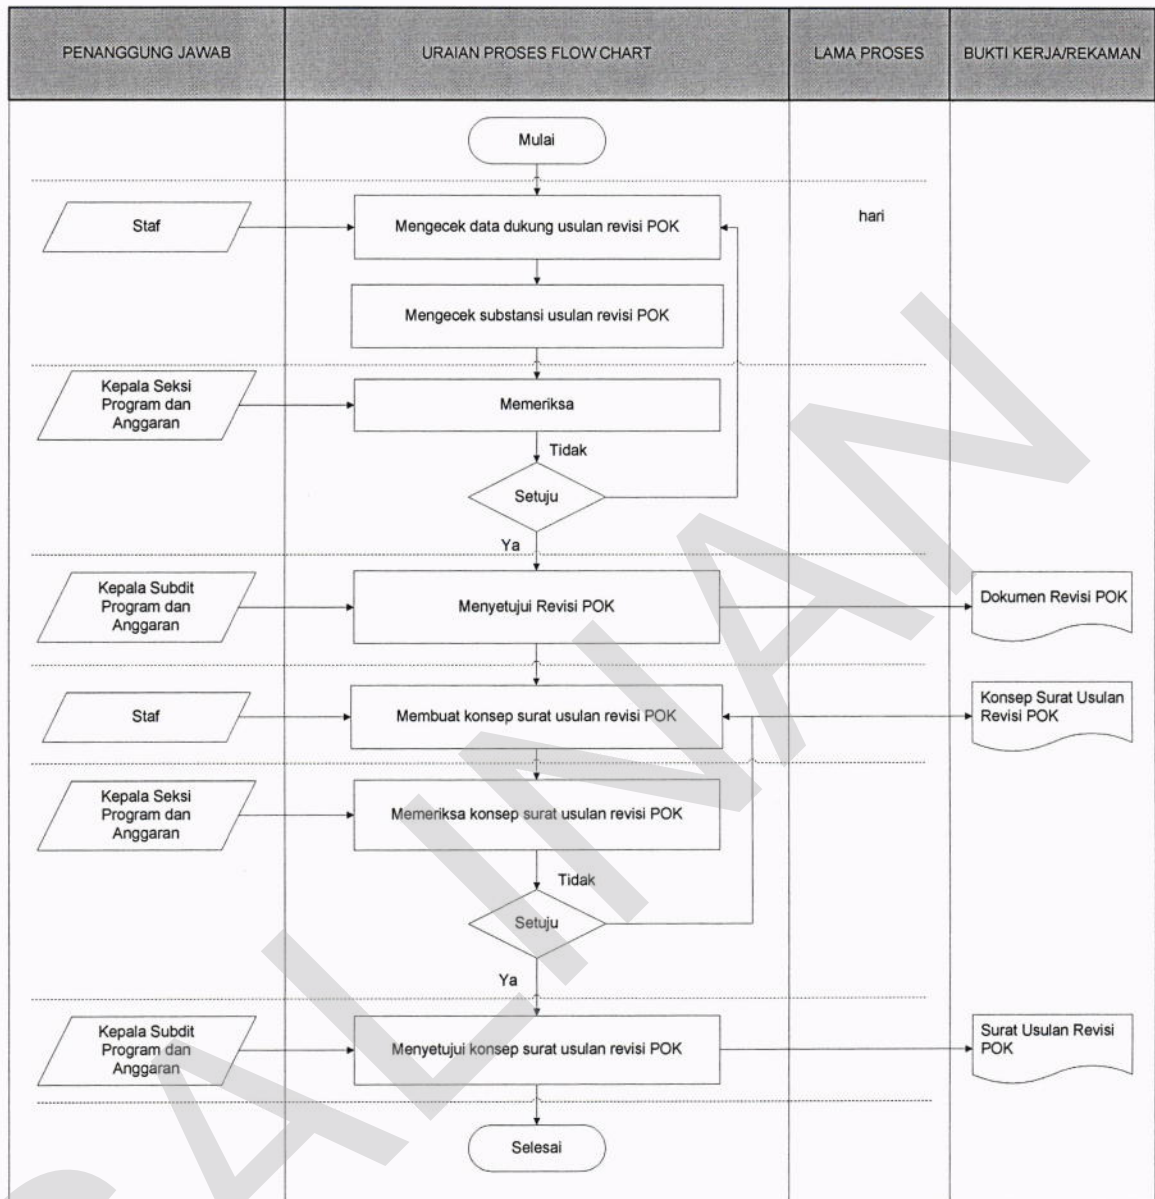 PENANGGUNG JAWAB
URAIAN PROSES FLOW CHART
LAMA PROSES
BUKTI KERJA/REKAMAN
Mulai
Staf
Mengecek data dukung usulan revisi POK
hari
Mengecek substansi usulan revisi POK
Kepala Seksi
Program dan
Anggaran
Memeriksa
Tidak
Setuju
Ya
Kepala Subdit
Program dan
Anggaran
Menyetujui Revisi POK
Dokumen Revisi POK
Staf
Membuat konsep surat usulan revisi POK
Konsep Surat Usulan
Revisi POK
Kepala Seksi
Program dan
Anggaran
Memeriksa konsep surat usulan revisi POK
Tidak
Setuju
Ya
Kepala Subdit
Program dan
Anggaran
Menyetujui konsep surat usulan revisi POK
Surat Usulan Revisi
POK
Selesai
SALINAN